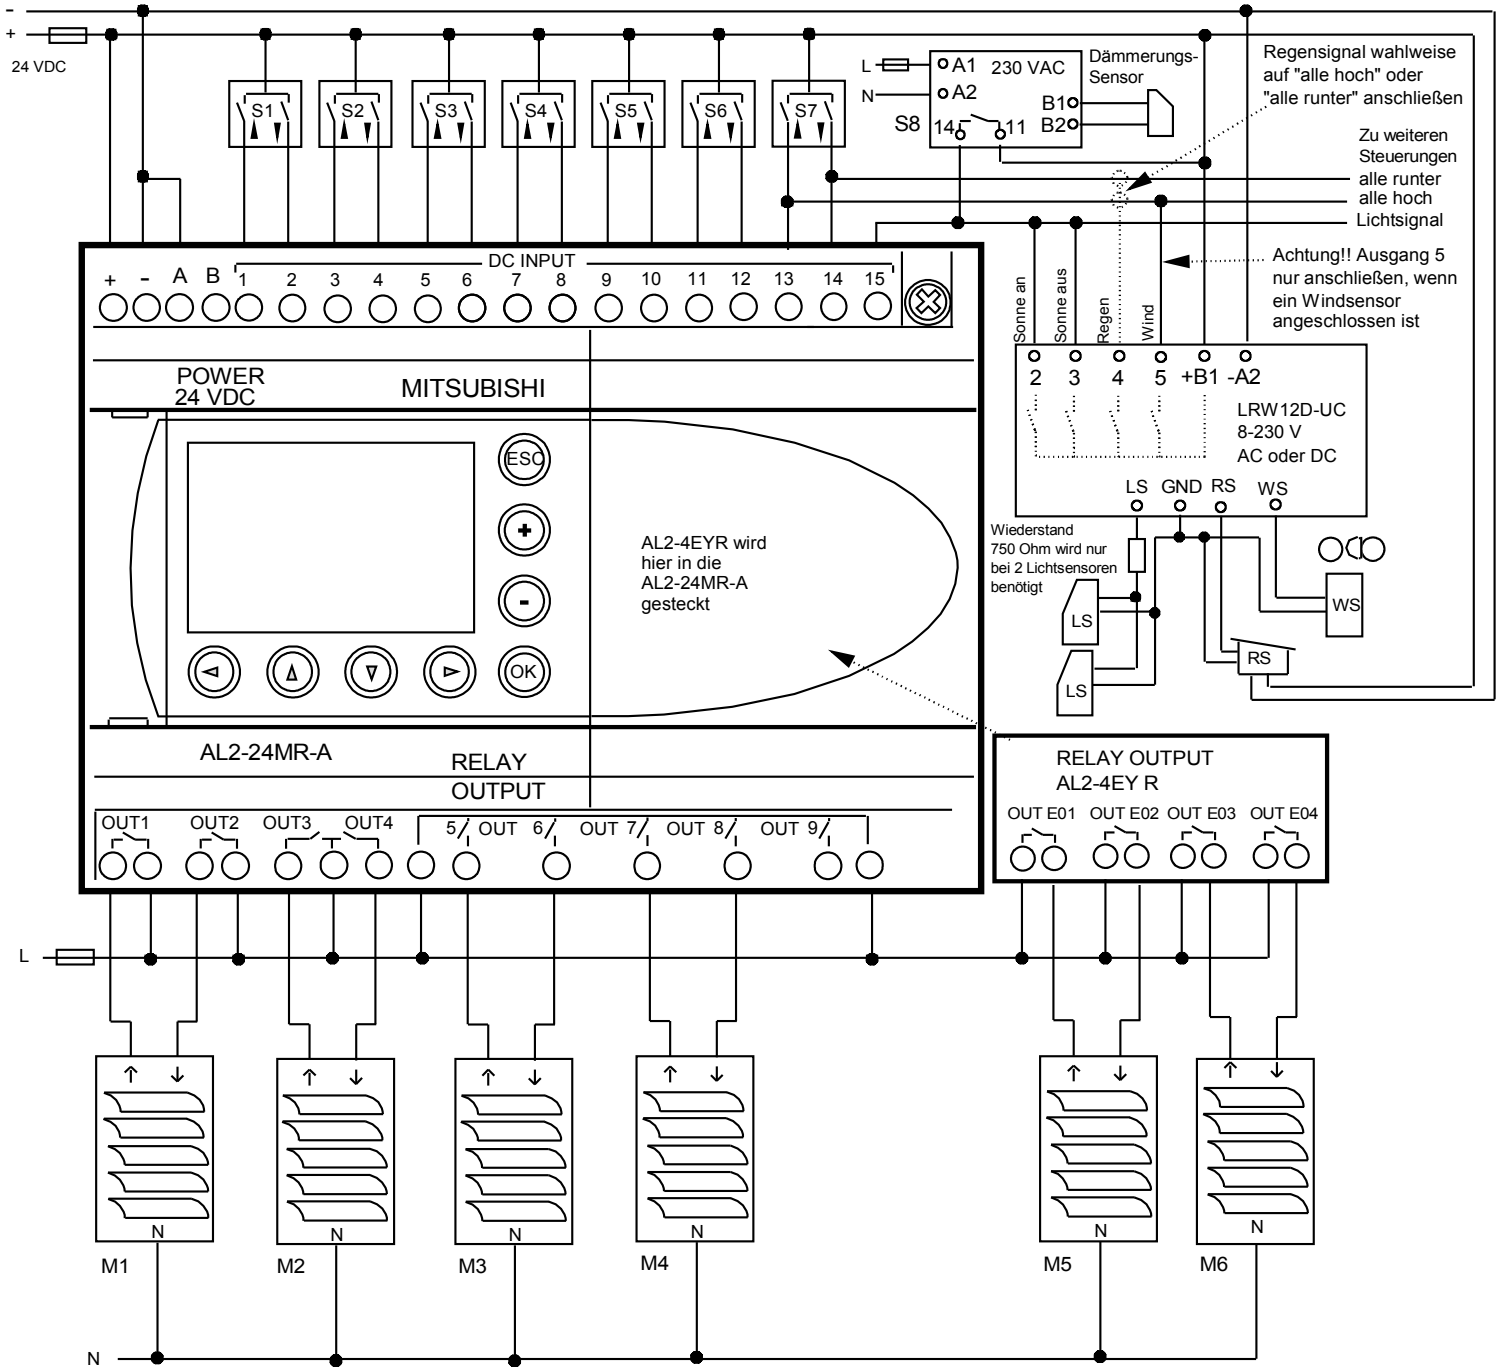 -
+
24 VDC
S1
S2
S3
S4
S5
S6
S7
L
N
A1
A2
230 VAC
B1
B2
S8
14
11
Dämmerungs-
Sensor
Regensignal wahlweise
auf "alle hoch" oder
"alle runter" anschließen
Zu weiteren
Steuerungen
alle runter
alle hoch
Lichtsignal
Achtung!! Ausgang 5
nur anschließen, wenn
ein Windsensor
angeschlossen ist
Sonne an
Sonne aus
Regen
Wind
2 3 4 5 +B1 -A2
LRW12D-UC
8-230 V
AC oder DC
LS GND RS WS
Wiederstand
750 Ohm wird nur
bei 2 Lichtsensoren
benötigt
LS
LS
RS
WS
DC INPUT
+ - A B 1 2 3 4 5 6 7 8 9 10 11 12 13 14 15
POWER
24 VDC
MITSUBISHI
ESC
+
-
OK
AL2-4EYR wird
hier in die
AL2-24MR-A
gesteckt
AL2-24MR-A
RELAY
OUTPUT
OUT1 OUT2 OUT3 OUT4 5 OUT 6 OUT 7 OUT 8 OUT 9
RELAY OUTPUT
AL2-4EY R
OUT E01 OUT E02 OUT E03 OUT E04
L
N
N
N
N
N
N
M1
M2
M3
M4
M5
M6
N